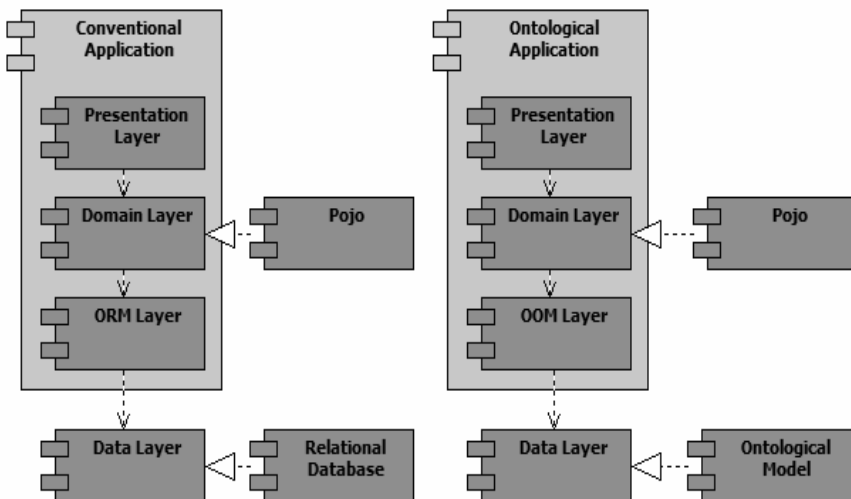 Conventional
Application
Presentation
Layer
Domain Layer
Pojo
ORM Layer
Data Layer
Relational
Database
Ontological
Application
Presentation
Layer
Domain Layer
Pojo
OOM Layer
Data Layer
Ontological
Model